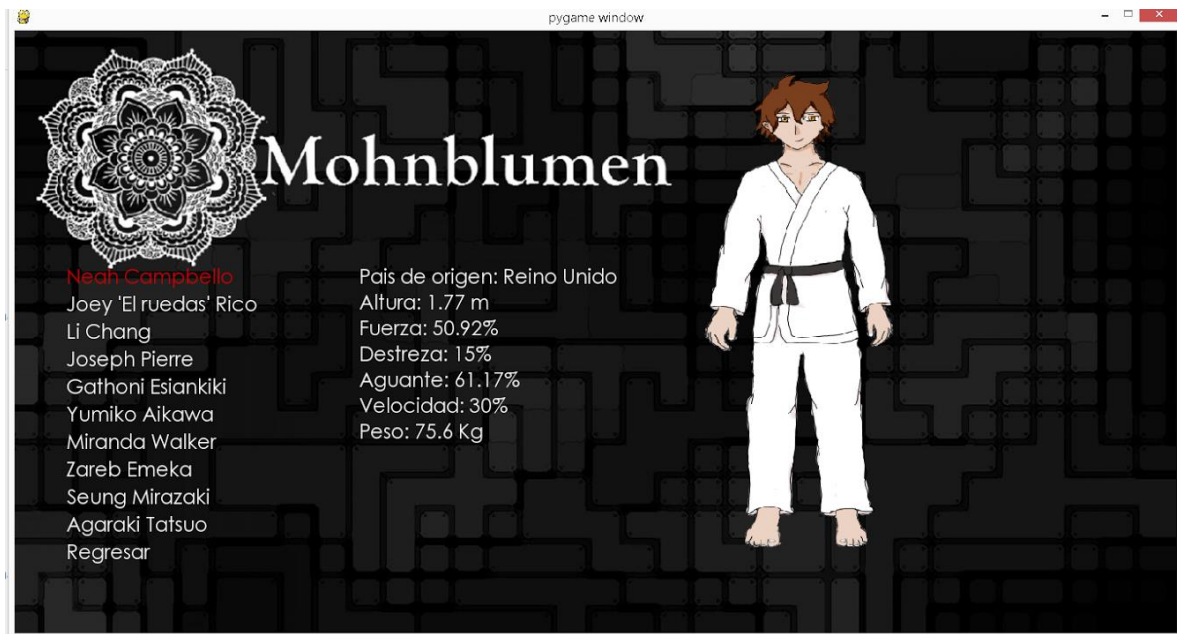 pygame window
Mohnblumen
Neah Campbello
Joey 'El ruedas' Rico
Li Chang
Joseph Pierre
Gathoni Esiankiki
Yumiko Aikawa
Miranda Walker
Zareb Emeka
Seung Mirazaki
Agaraki Tatsuo
Regresar
Pais de origen: Reino Unido
Altura: 1.77 m
Fuerza: 50.92%
Destreza: 15%
Aguante: 61.17%
Velocidad: 30%
Peso: 75.6 Kg